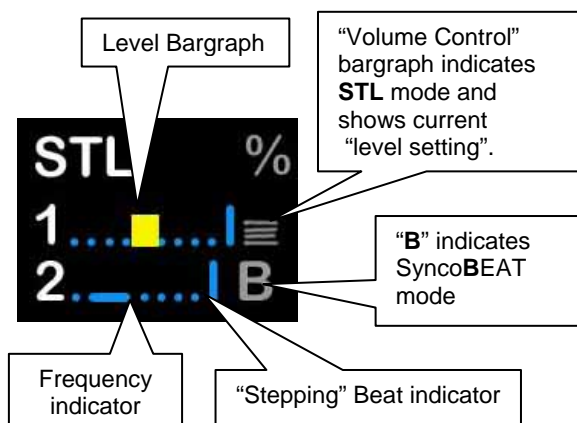 Level Bargraph
“Volume Control”
bargraph indicates
STL mode and
shows current
“level setting”.
STL %
1
2 B
“B” indicates
SyncoBEAT
mode
Frequency
indicator
“Stepping” Beat indicator